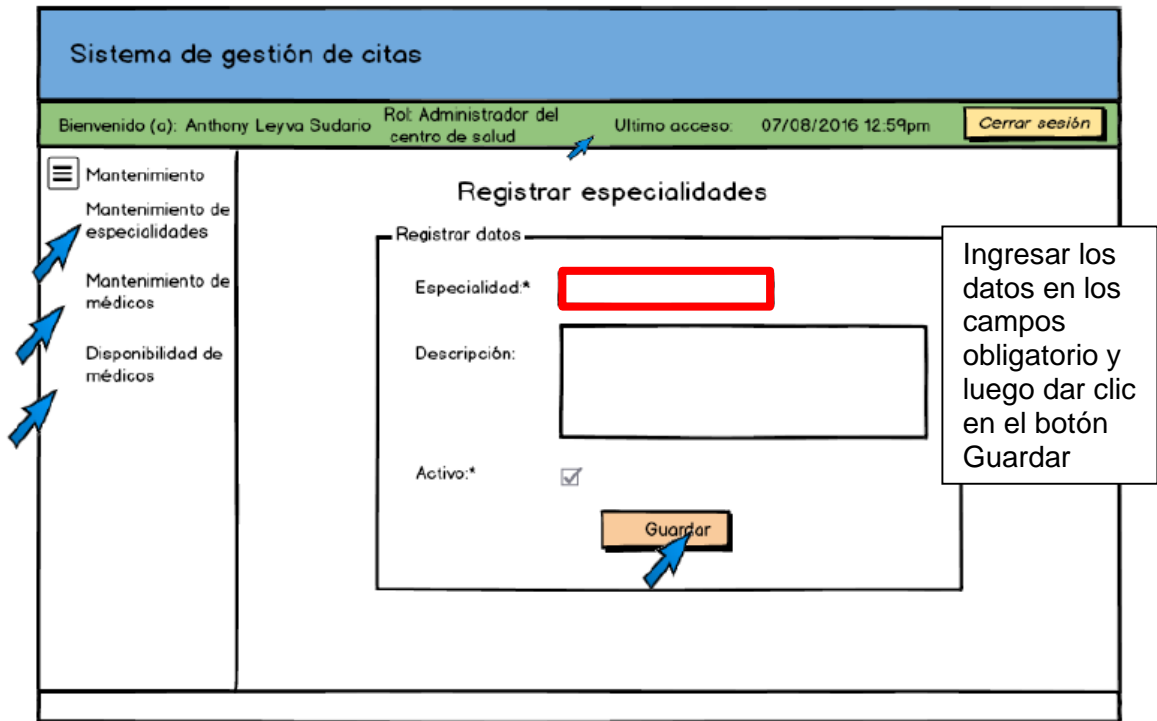 Sistema de gestión de citas
Bienvenido (a): Anthony Leyva Sudario
Rol: Administrador del
centro de salud
Ultimo acceso: 07/08/2016 12:59pm
Cerrar sesión
Mantenimiento
Mantenimiento de
especialidades
Mantenimiento de
médicos
Disponibilidad de
médicos
Registrar especialidades
Registrar datos
Especialidad:*
Descripción:
Activo:*
Guardar
Ingresar los
datos en los
campos
obligatorio y
luego dar clic
en el botón
Guardar